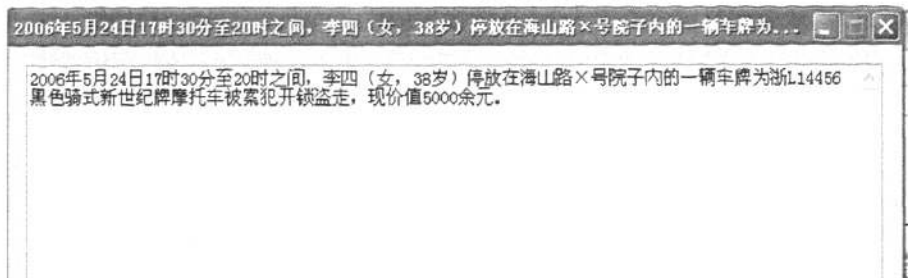 2006年5月24日17时30分至20时之间，李四（女，38岁）停放在海山路×号院子内的一辆车牌为...
2006年5月24日17时30分至20时之间，李四（女，38岁）停放在海山路×号院子内的一辆车牌为浙L14456
黑色骑式新世纪牌摩托车被案犯开锁盗走，现价值5000余元。